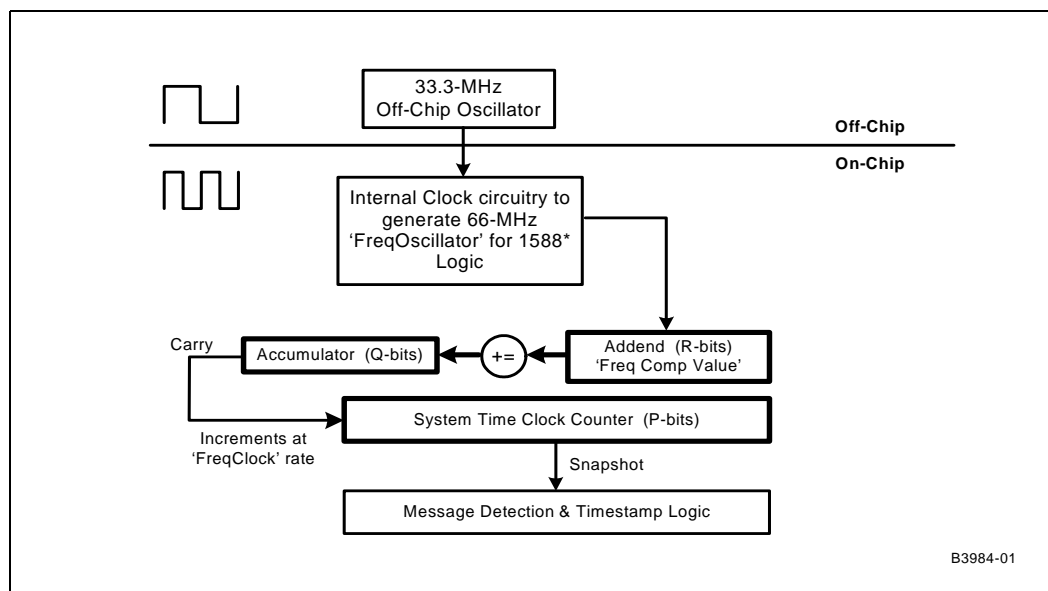 33.3-MHz
Off-Chip Oscillator
Off-Chip
On-Chip
Internal Clock circuitry to
generate 66-MHz
‘FreqOscillator’ for 1588*
Logic
Carry
Accumulator (Q-bits)
+=
Addend (R-bits)
‘Freq Comp Value’
System Time Clock Counter (P-bits)
Increments at
‘FreqClock’ rate
Snapshot
Message Detection & Timestamp Logic
B3984-01